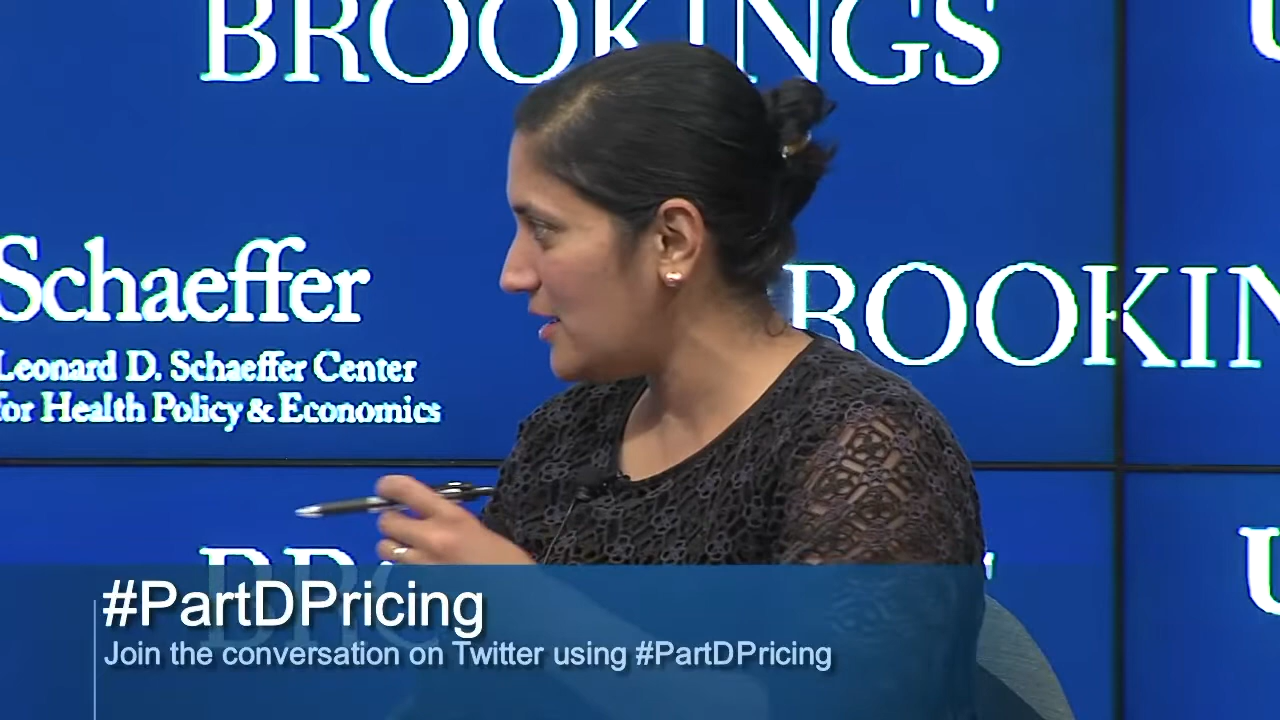 BROOKINGS
U
Schaeffer
Leonard D. Schaeffer Center
for Health Policy & Economics
BROOKIN
U
#PartDPricing
Join the conversation on Twitter using #PartDPricing